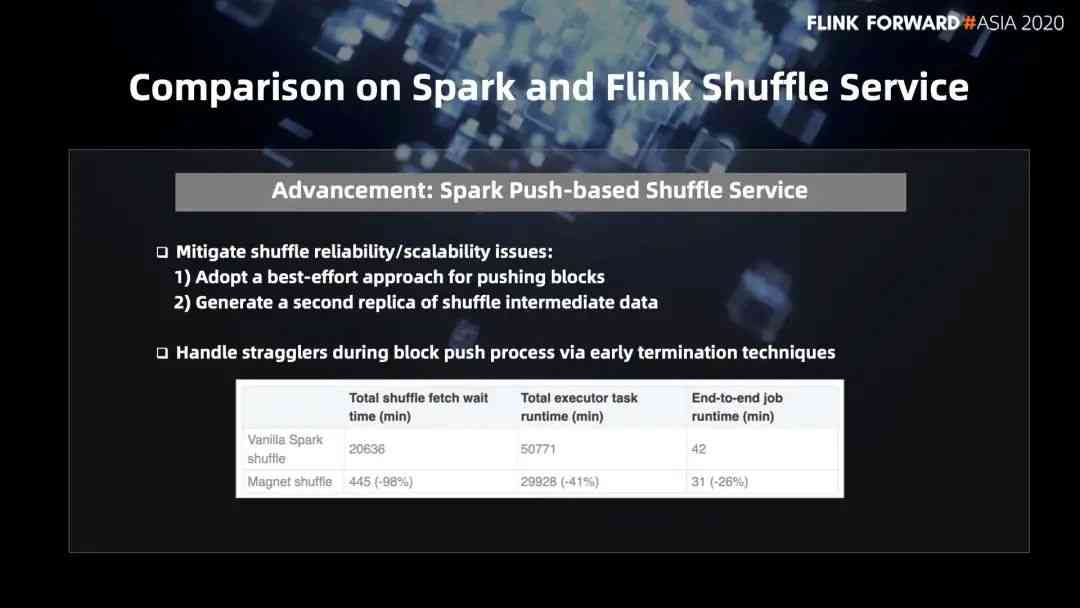 FLINK FORWARD#ASIA 2020
Comparison on Spark and Flink Shuffle Service
Advancement: Spark Push-based Shuffle Service
❑ Mitigate shuffle reliability/scalability issues:
1) Adopt a best-effort approach for pushing blocks
2) Generate a second replica of shuffle intermediate data
❑ Handle stragglers during block push process via early termination techniques
Total shuffle fetch wait time (min) Total executor task runtime (min) End-to-end job runtime (min)
Vanilla Spark shuffle 20636 50771 42
Magnet shuffle 445 (-98%) 29928 (-41%) 31 (-26%)